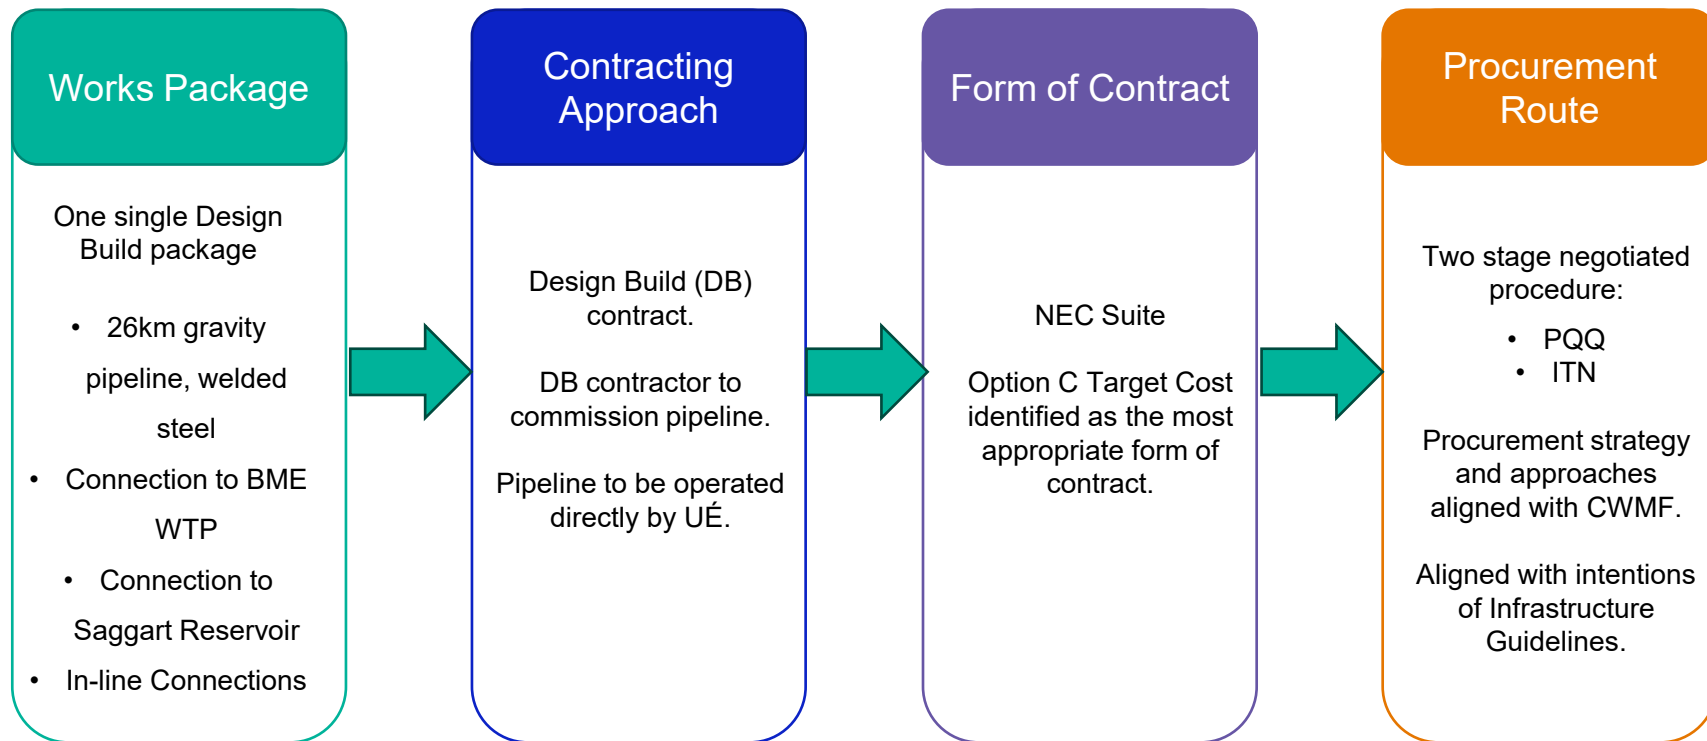 Works Package
One single Design
Build package
• 26km gravity
pipeline, welded
steel
• Connection to BME
WTP
• Connection to
Saggart Reservoir
• In-line Connections
Contracting
Approach
Design Build (DB)
contract.
DB contractor to
commission pipeline.
Pipeline to be operated
directly by UÉ.
Form of Contract
NEC Suite
Option C Target Cost
identified as the most
appropriate form of
contract.
Procurement
Route
Two stage negotiated
procedure:
• PQQ
• ITN
Procurement strategy
and approaches
aligned with CWMF.
Aligned with intentions
of Infrastructure
Guidelines.